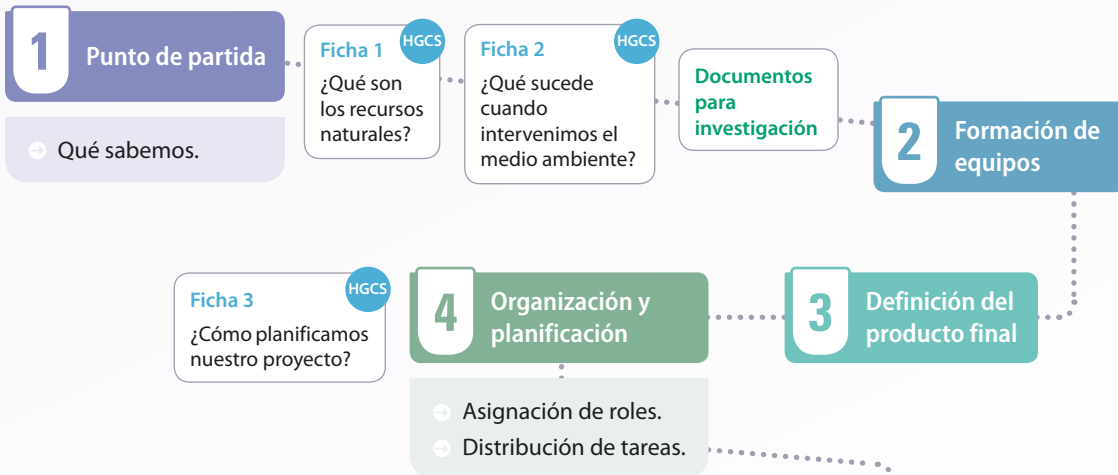 1
Punto de partida
Qué sabemos.
Ficha 1
HGCS
¿Qué son
los recursos
naturales?
Ficha 2
HGCS
¿Qué sucede
cuando
intervenimos el
medio ambiente?
Documentos
para
investigación
2
Formación de
equipos
3
Definición del
producto final
4
Organización y
planificación
Asignación de roles.
Distribución de tareas.
Ficha 3
HGCS
¿Cómo planificamos
nuestro proyecto?